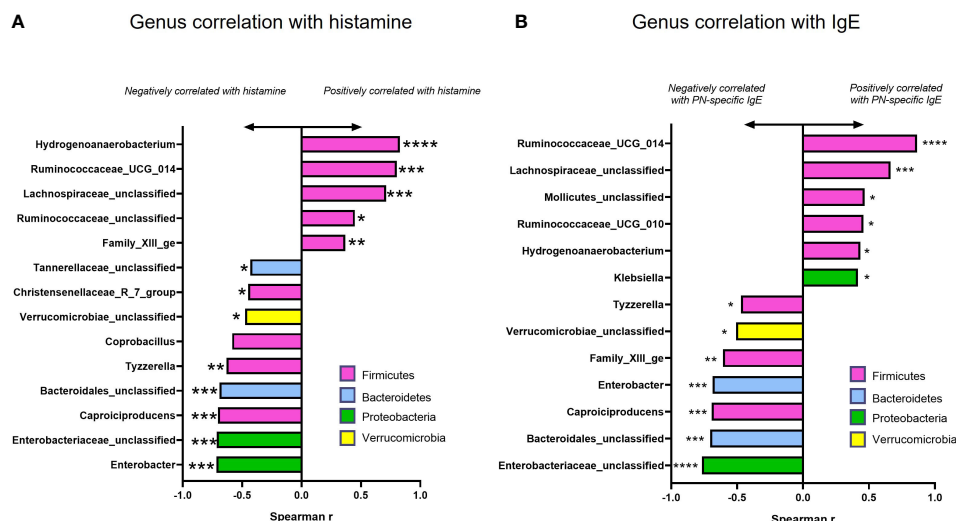 A
Genus correlation with histamine
Negatively correlated with histamine
Positively correlated with histamine
Hydrogenoanaerobacterium
****
Ruminococcaceae_UCG_014
***
Lachnospiraceae_unclassified
***
Ruminococcaceae_unclassified
*
Family_XIII_ge
**
Tannerellaceae_unclassified
*
Christensenellaceae_R_7_group
*
Verrucomicrobiae_unclassified
*
Coprobacillus
Tyzzerella
**
Bacteroidales_unclassified
***
Caproiciproducens
***
Enterobacteriaceae_unclassified
***
Enterobacter
***
Firmicutes
Bacteroidetes
Proteobacteria
Verrucomicrobia
-1.0 -0.5 0.0 0.5 1.0
Spearman r
B
Genus correlation with IgE
Negatively correlated
with PN-specific IgE
Positively correlated
with PN-specific IgE
Ruminococcaceae_UCG_014
****
Lachnospiraceae_unclassified
***
Mollicutes_unclassified
*
Ruminococcaceae_UCG_010
*
Hydrogenoanaerobacterium
*
Klebsiella
*
Tyzzerella
*
Verrucomicrobiae_unclassified
*
Family_XIII_ge
**
Enterobacter
***
Caproiciproducens
***
Bacteroidales_unclassified
***
Enterobacteriaceae_unclassified
****
Firmicutes
Bacteroidetes
Proteobacteria
Verrucomicrobia
-1.0 -0.5 0.0 0.5 1.0
Spearman r